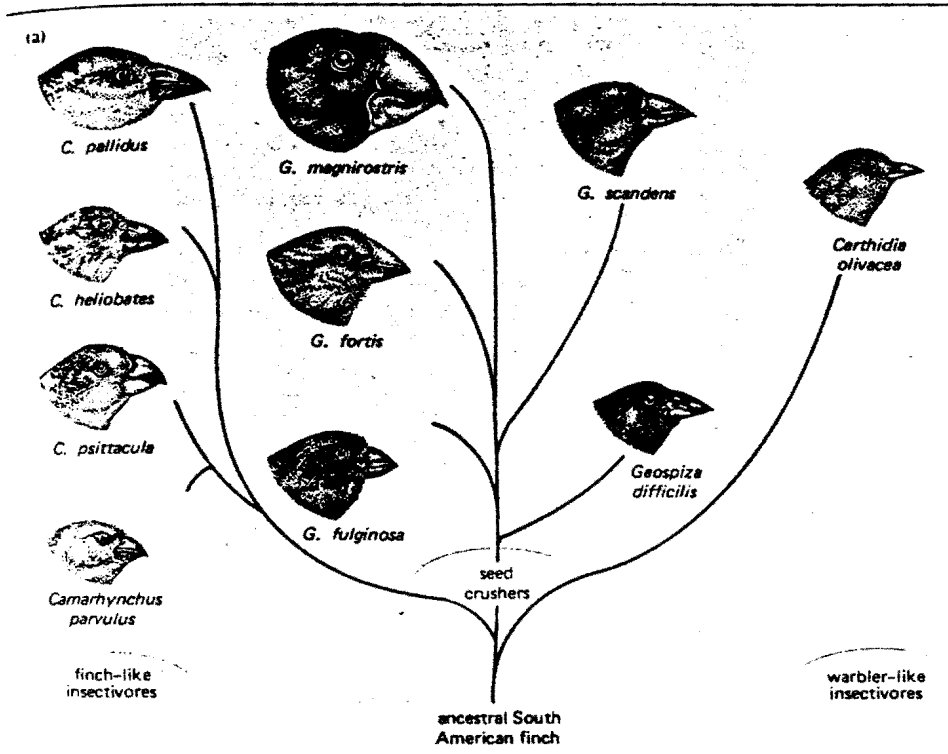 (a)
C. pallidus
G. magnirostris
G. scandens
Certhidia
olivacea
C. heliobates
G. fortis
C. psittacula
Geospiza
difficilis
G. fulginosa
Camarhynchus
parvulus
seed
crushers
finch-like
insectivores
warbler-like
insectivores
ancestral South
American finch